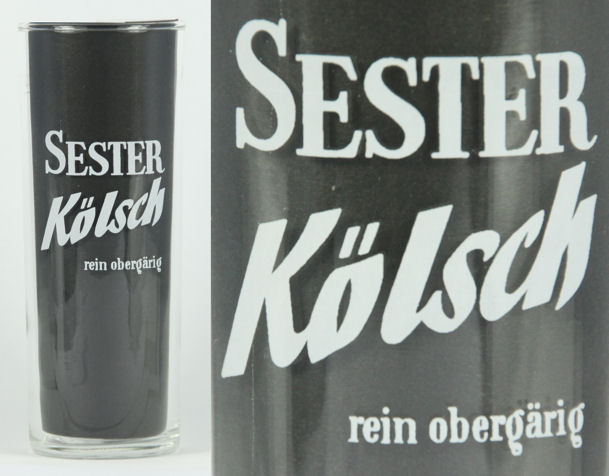 SESTER
Kölsch
rein obergärig
SESTER
Kölsch
rein obergärig